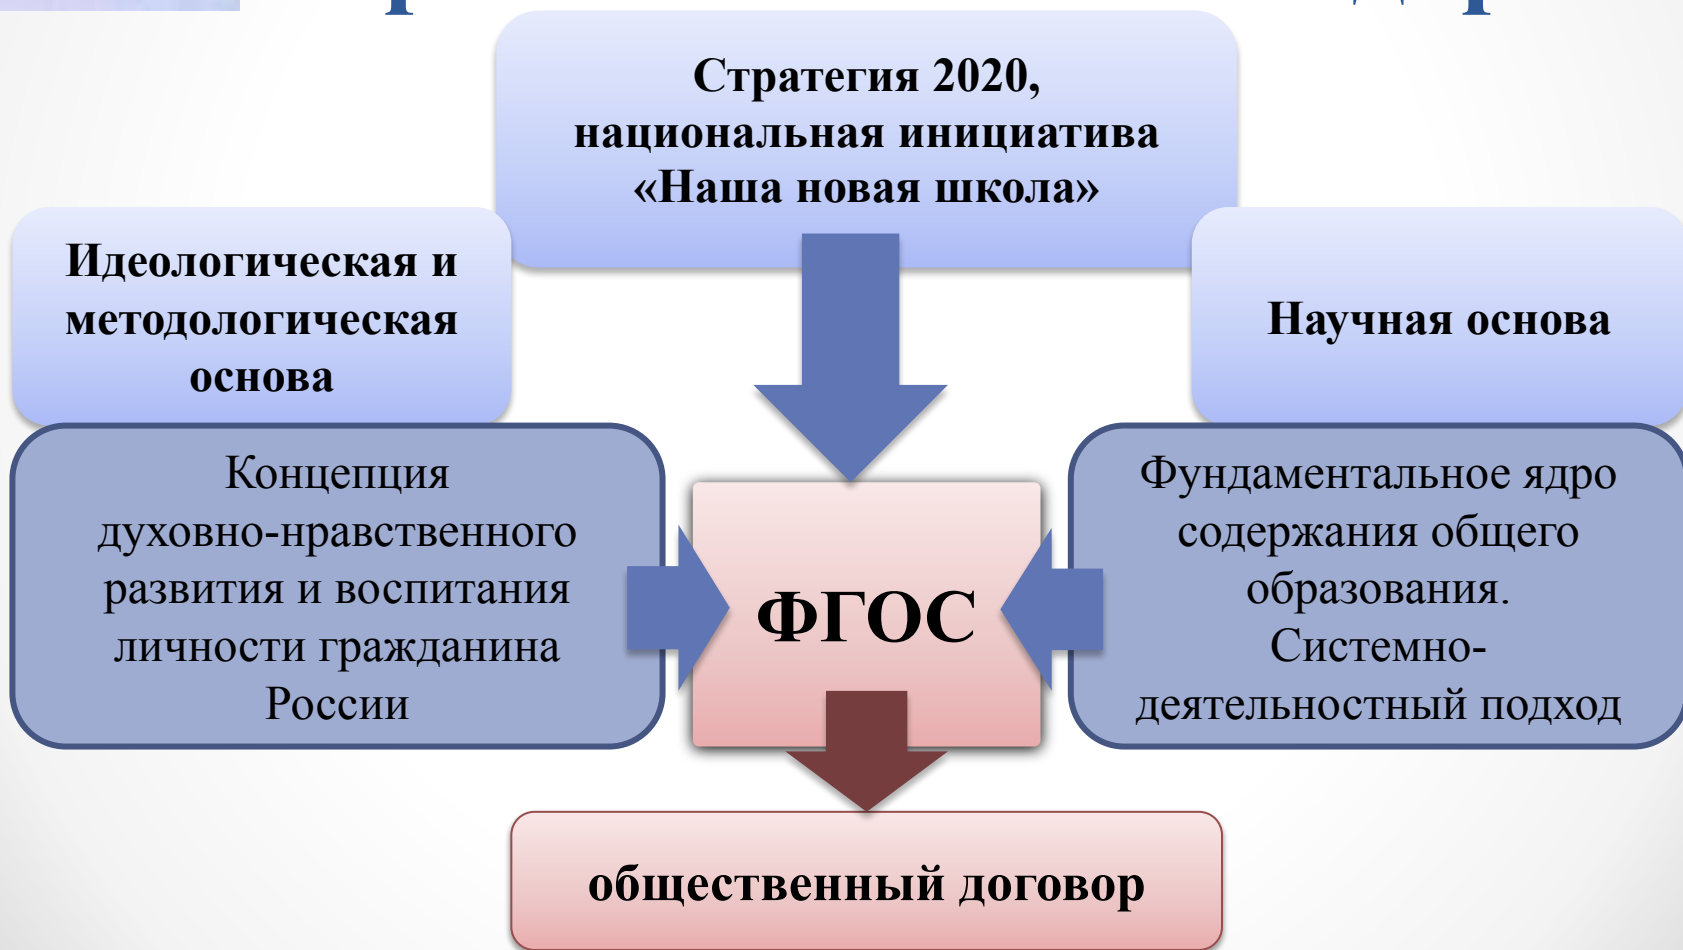 Стратегия 2020,
национальная инициатива
«Наша новая школа»
Идеологическая и
методологическая
основа
Научная основа
Концепция
духовно-нравственного
развития и воспитания
личности гражданина
России
ФГОС
Фундаментальное ядро
содержания общего
образования.
Системно-
деятельностный подход
общественный договор